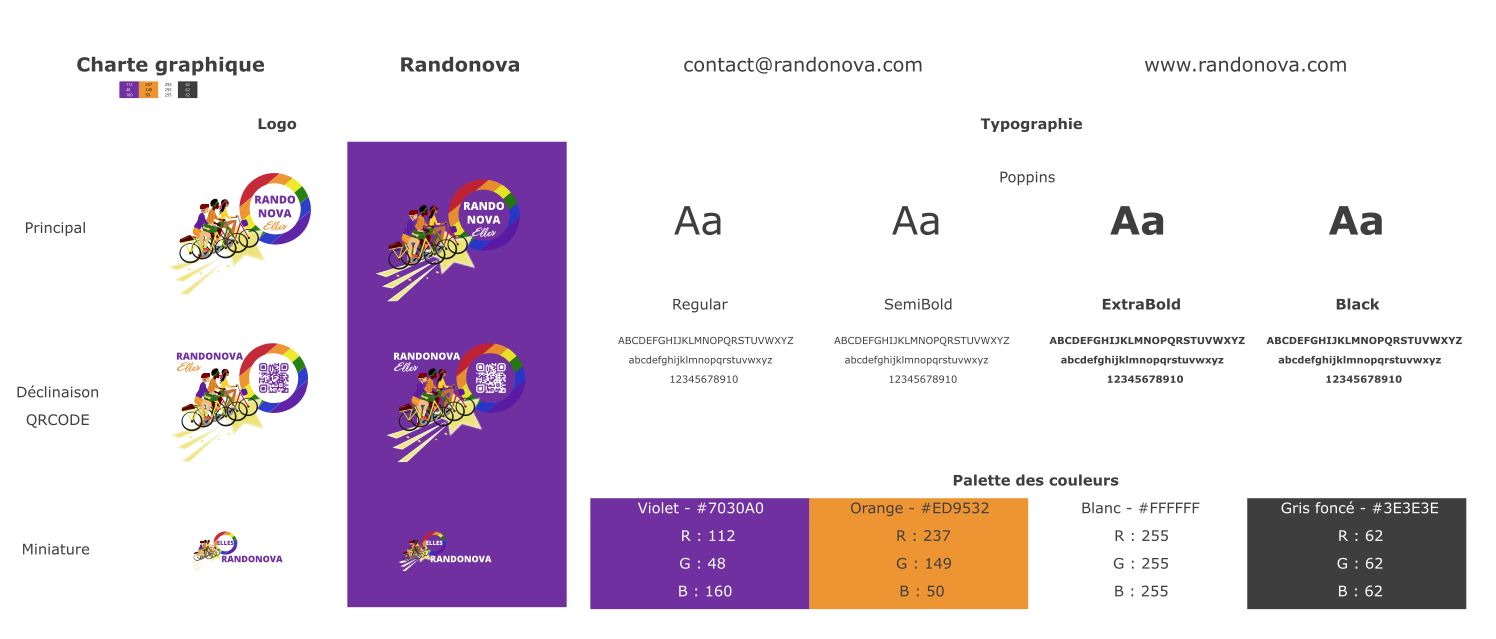 Charte graphique
Randonova
contact@randonova.com
www.randonova.com
112 237 255 62
48 149 255 62
160 50 255 62
Logo
Typographie
Poppins
Principal
RANDO
NOVA
Elles
RANDO
NOVA
Elles
Aa Aa Aa Aa
Regular SemiBold ExtraBold Black
ABCDEFGHIJKLMNOPQRSTUVWXYZ ABCDEFGHIJKLMNOPQRSTUVWXYZ ABCDEFGHIJKLMNOPQRSTUVWXYZ ABCDEFGHIJKLMNOPQRSTUVWXYZ
abcdefghijklmnopqrstuvwxyz abcdefghijklmnopqrstuvwxyz abcdefghijklmnopqrstuvwxyz abcdefghijklmnopqrstuvwxyz
12345678910 12345678910 12345678910 12345678910
Déclinaison
QRCODE
RANDONOVA
Elles
RANDONOVA
Elles
Miniature
ELLES
RANDONOVA
ELLES
RANDONOVA
Palette des couleurs
Violet - #7030A0 Orange - #ED9532 Blanc - #FFFFFF Gris foncé - #3E3E3E
R : 112 R : 237 R : 255 R : 62
G : 48 G : 149 G : 255 G : 62
B : 160 B : 50 B : 255 B : 62